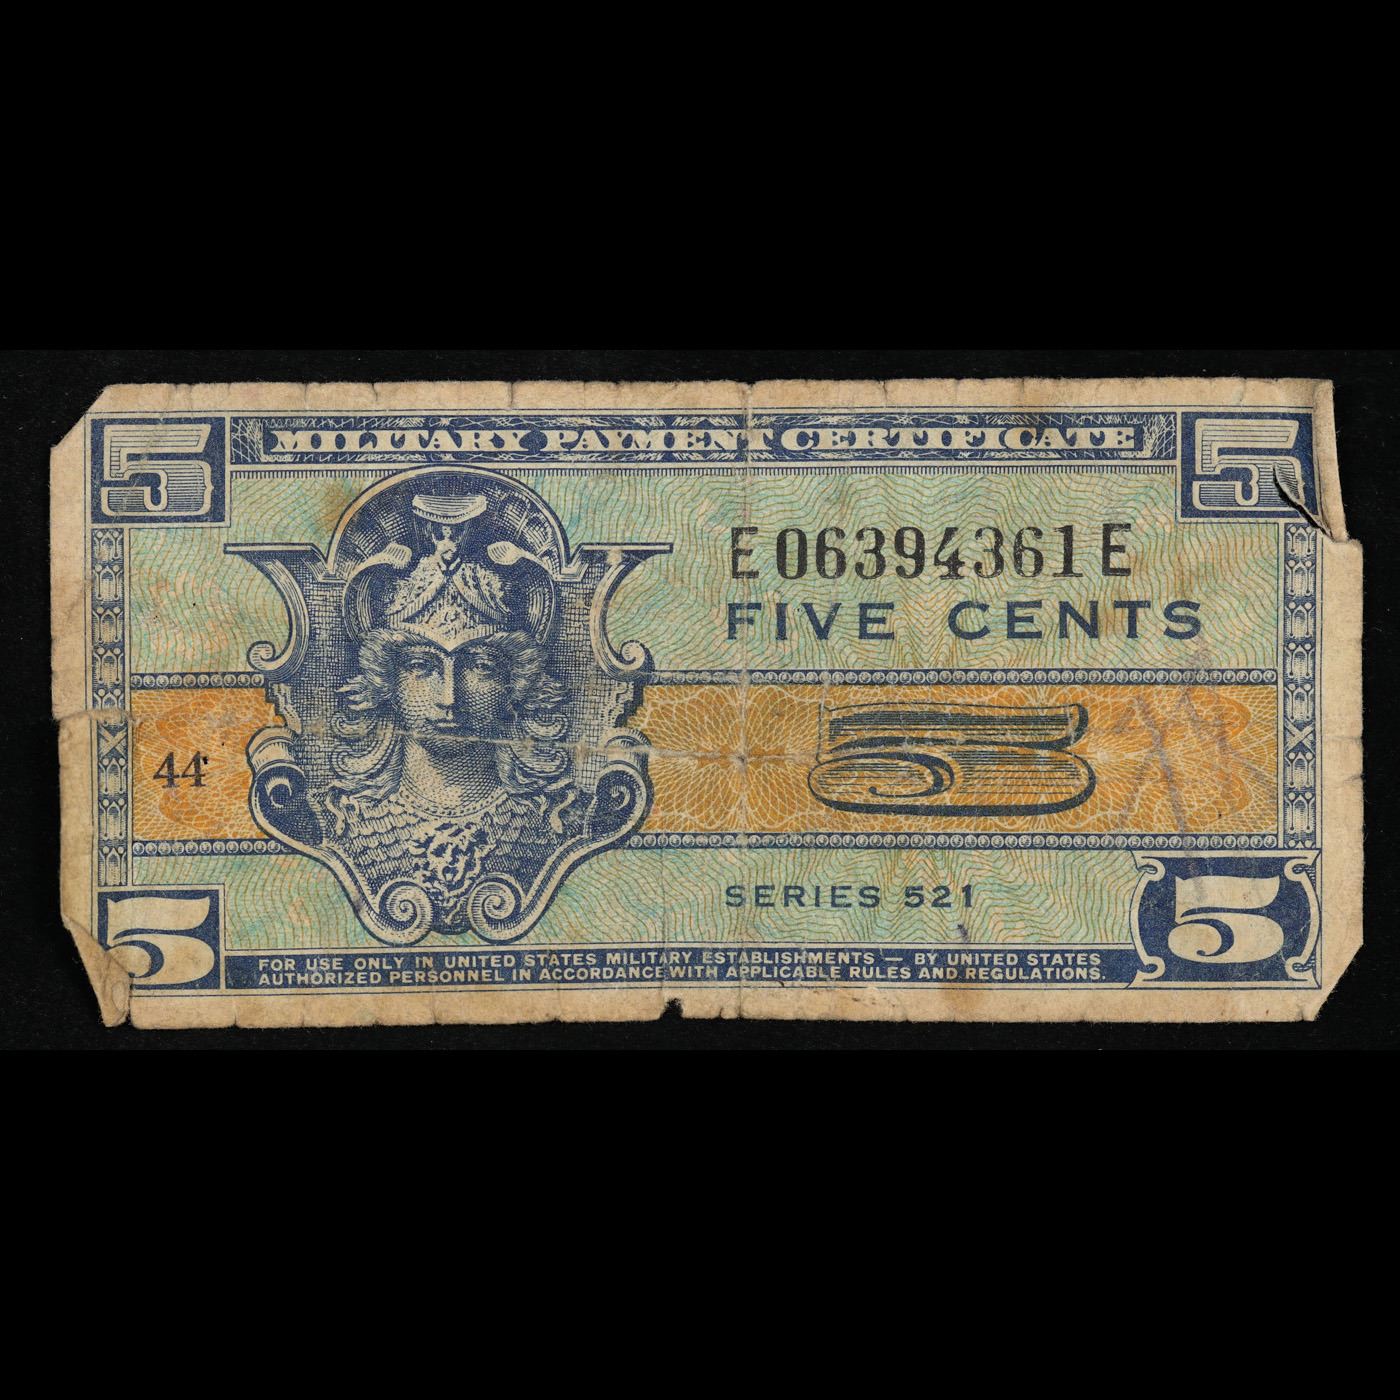 5 MILITARY PAYMENT CERTIFICATE 5
E06394361E
FIVE CENTS
44 5
SERIES 521
5 5
FOR USE ONLY IN UNITED STATES MILITARY ESTABLISHMENTS — BY UNITED STATES
AUTHORIZED PERSONNEL IN ACCORDANCE WITH APPLICABLE RULES AND REGULATIONS.